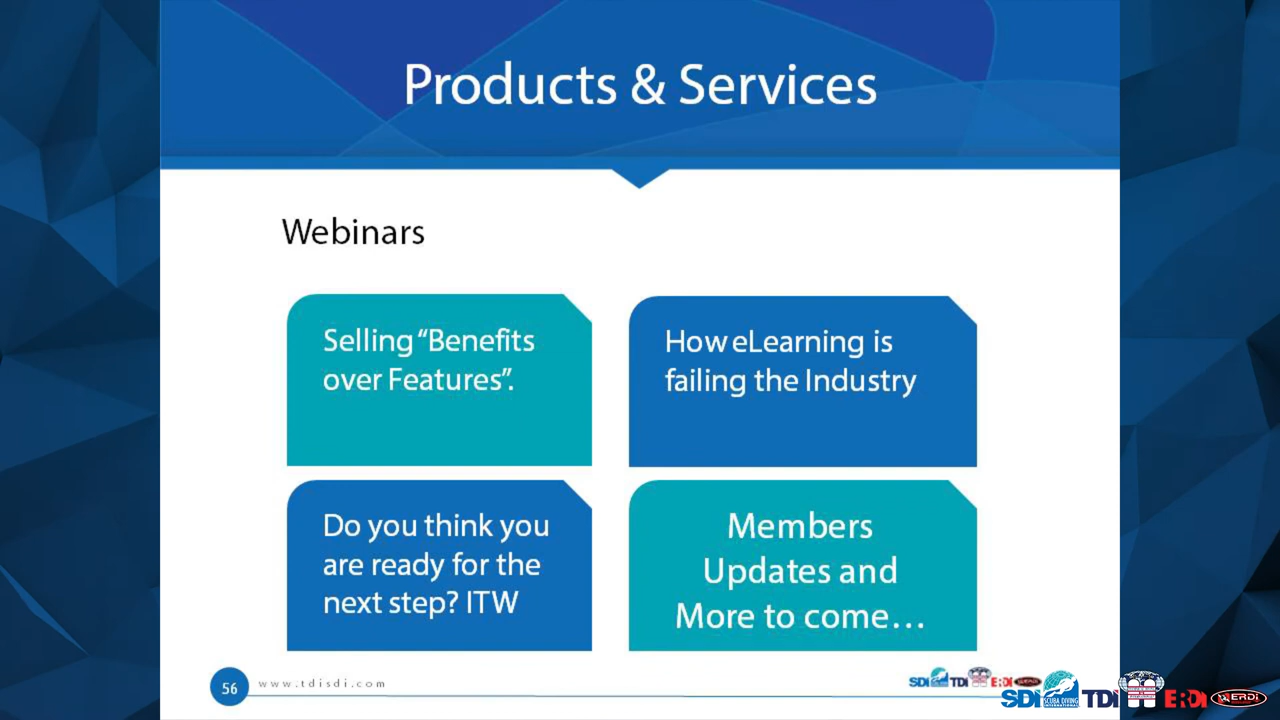 Products & Services
Webinars
Selling “Benefits
over Features”.
How eLearning is
failing the Industry
Do you think you
are ready for the
next step? ITW
Members
Updates and
More to come…
56
www.tdisdi.com
SDI TDI ERDI
SDI SCUBA DIVING INTERNATIONAL TDI ERDI ERDI